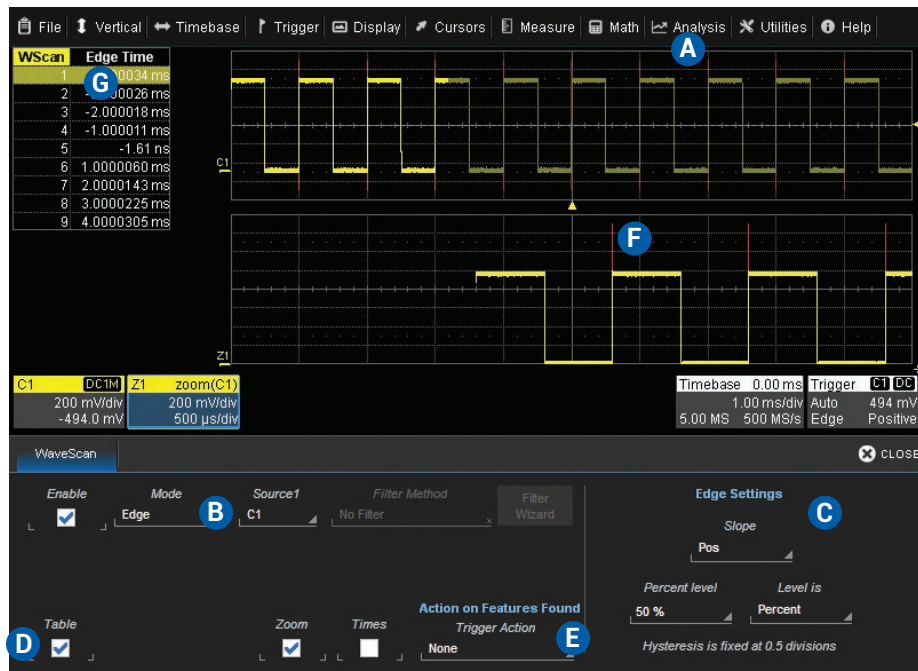 File Vertical Timebase Trigger Display Cursors Measure Math Analysis Utilities Help
A
WScan Edge Time
1 0034 ms
G
2 00026 ms
3 -2.000018 ms
4 -1.000011 ms
5 -1.61 ns
6 1.0000060 ms
7 2.0000143 ms
8 3.0000225 ms
9 4.0000305 ms
C1
F
Z1
C1 DC1M
200 mV/div
-494.0 mV
Z1 zoom(C1)
200 mV/div
500 µs/div
Timebase 0.00 ms
1.00 ms/div
5.00 MS 500 MS/s
Trigger C1 DC
Auto 494 mV
Edge Positive
WaveScan
CLOSE
Enable
Mode
Edge
B
Source1
C1
Filter Method
No Filter
Filter
Wizard
Edge Settings
C
Slope
Pos
Percent level
50 %
Level is
Percent
Hysteresis is fixed at 0.5 divisions
D
Table
Zoom
Times
Action on Features Found
Trigger Action
None
E